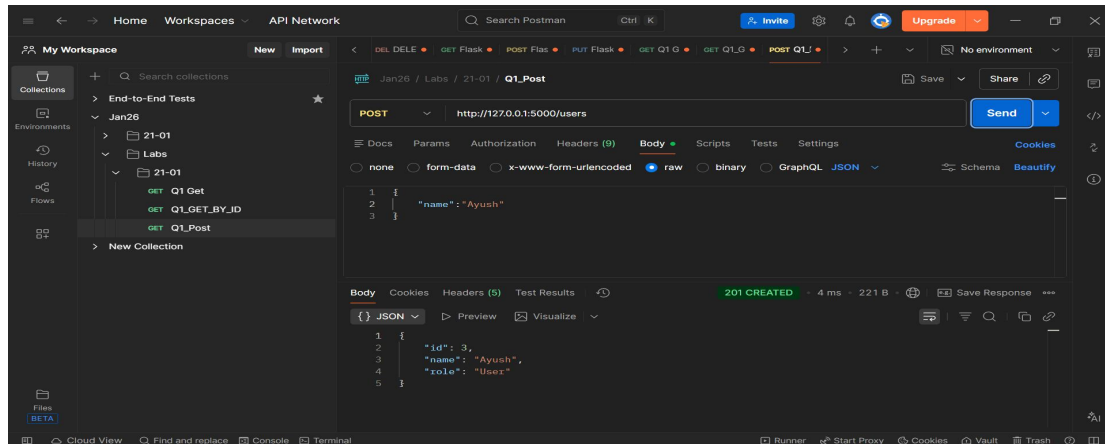 Home Workspaces API Network Search Postman Ctrl K Invite Upgrade
My Workspace New Import DEL DELE GET Flask POST Flas PUT Flask GET Q1 G GET Q1_G POST Q1_ No environment
Collections
Search collections
Jan26 / Labs / 21-01 / Q1_Post Save Share
End-to-End Tests
Environments
Jan26
POST http://127.0.0.1:5000/users Send
21-01
History
Labs
Docs Params Authorization Headers (9) Body Scripts Tests Settings Cookies
21-01
none form-data x-www-form-urlencoded raw binary GraphQL JSON Schema Beautify
Flows
GET Q1 Get
1 {
GET Q1_GET_BY_ID
2 "name":"Ayush"
GET Q1_Post
3 }
New Collection
Body Cookies Headers (5) Test Results 201 CREATED 4 ms 221 B Save Response
{} JSON Preview Visualize
1 {
2 "id": 3,
3 "name": "Ayush",
4 "role": "User"
5 }
Files
BETA
AI
Cloud View Find and replace Console Terminal Runner Start Proxy Cookies Vault Trash